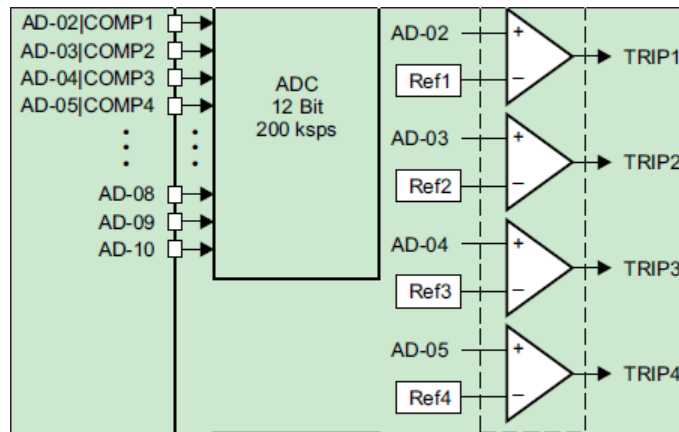 AD-02|COMP1
AD-03|COMP2
AD-04|COMP3
AD-05|COMP4
AD-08
AD-09
AD-10
ADC
12 Bit
200 ksps
AD-02
+
Ref1
−
TRIP1
AD-03
+
Ref2
−
TRIP2
AD-04
+
Ref3
−
TRIP3
AD-05
+
Ref4
−
TRIP4